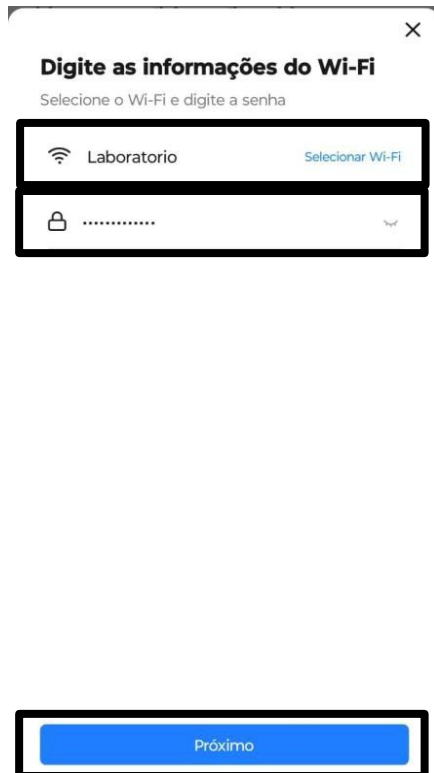 Digite as informações do Wi-Fi
Selecione o Wi-Fi e digite a senha
Laboratorio Selecionar Wi-Fi
•••••••••••••
Próximo